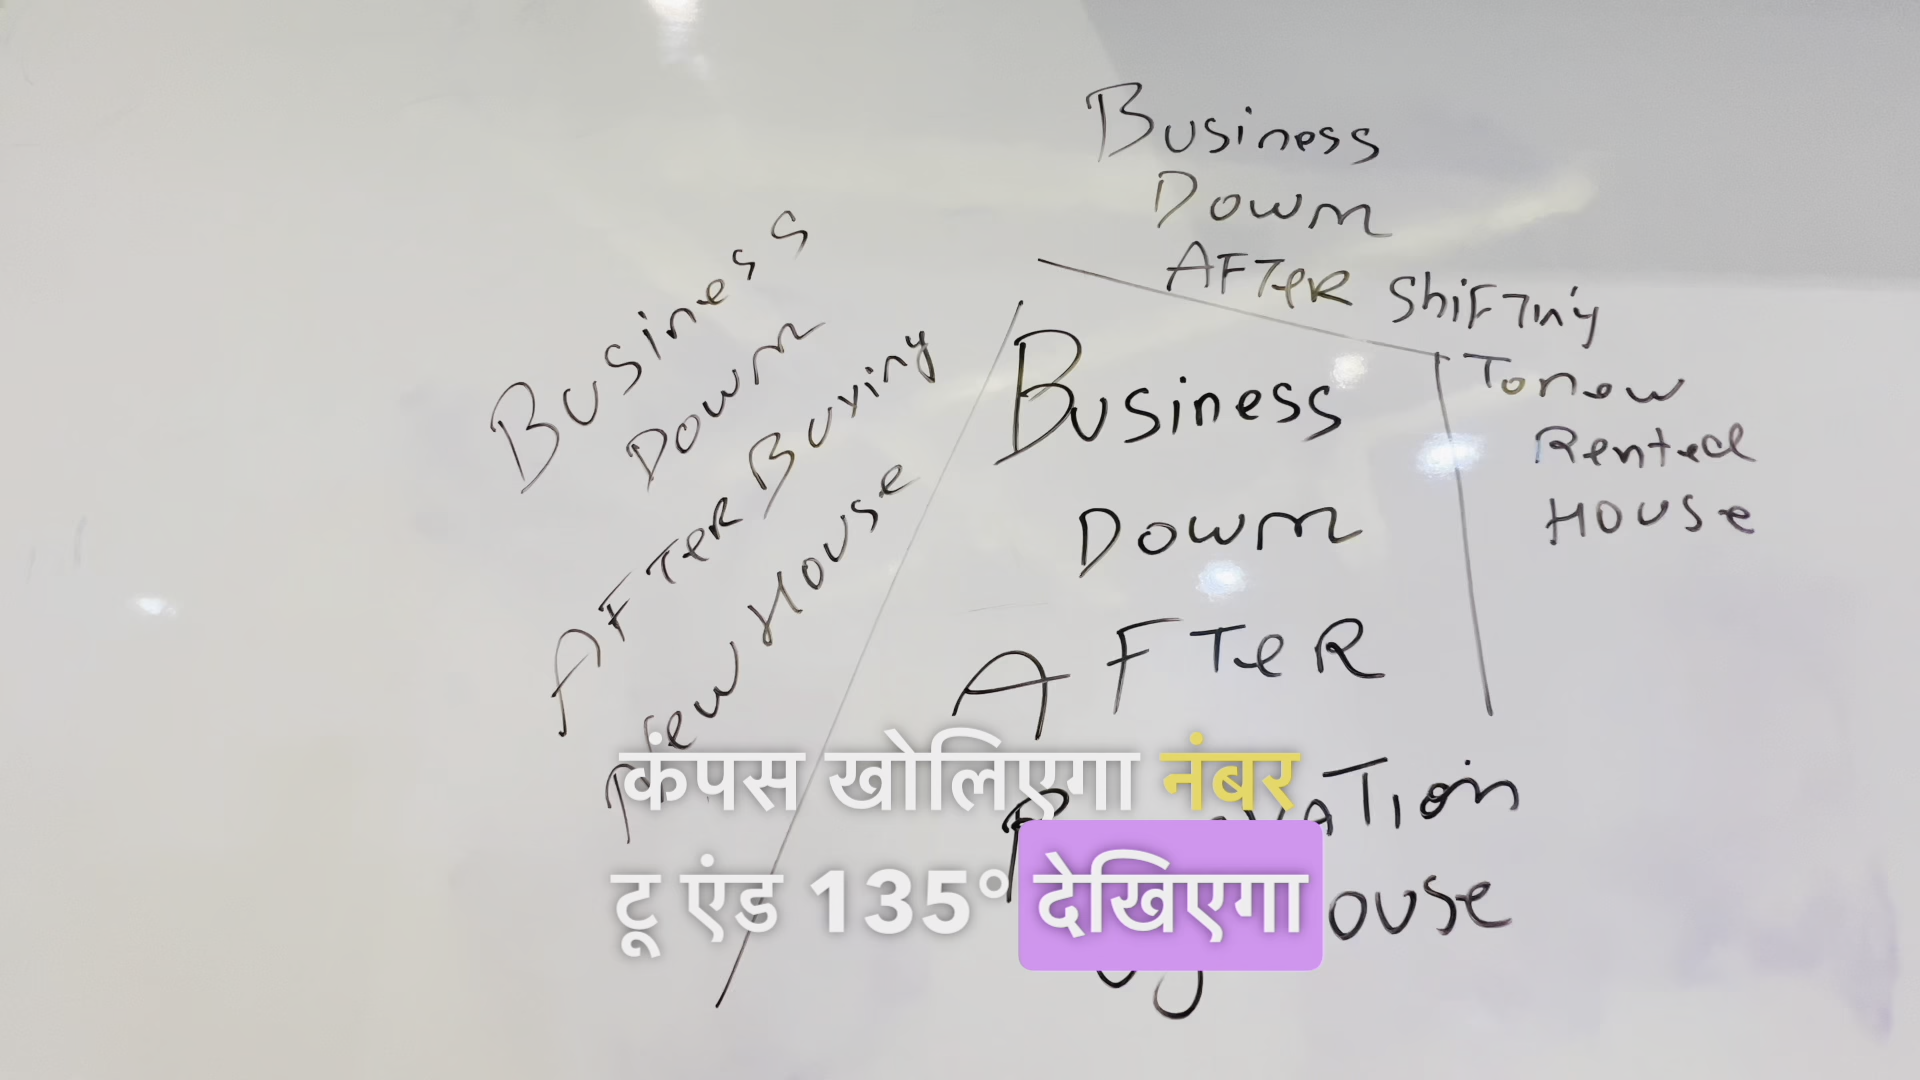 Business
Down
AFTER Buying
New House
Business
Down
AFTER Shifting
To new
Rented
House
Business
Down
AFTER
ouse
कंपस खोलिएगा नंबर
टू एंड 135° देखिएगा